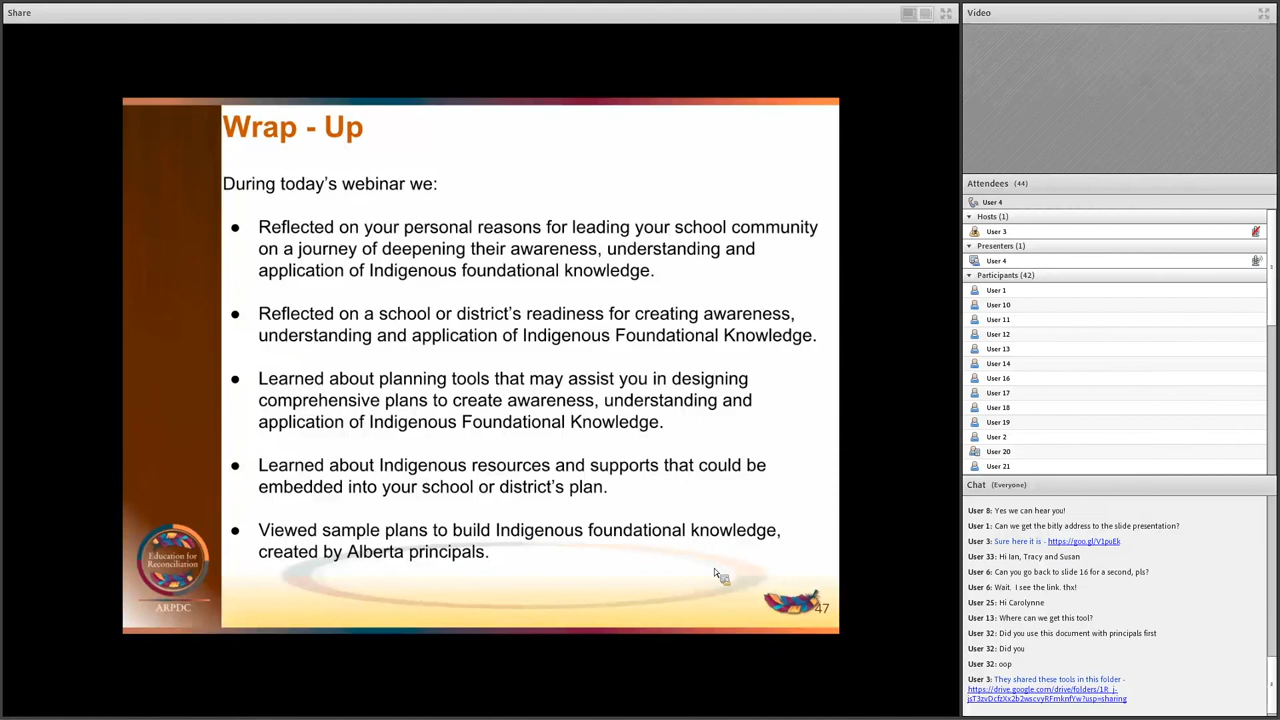 Share
Wrap - Up
During today's webinar we:
● Reflected on your personal reasons for leading your school community
on a journey of deepening their awareness, understanding and
application of Indigenous foundational knowledge.
● Reflected on a school or district's readiness for creating awareness,
understanding and application of Indigenous Foundational Knowledge.
● Learned about planning tools that may assist you in designing
comprehensive plans to create awareness, understanding and
application of Indigenous Foundational Knowledge.
● Learned about Indigenous resources and supports that could be
embedded into your school or district's plan.
● Viewed sample plans to build Indigenous foundational knowledge,
created by Alberta principals.
Education for
Reconciliation
ARPDC
47
Video
Attendees (44)
User 4
Hosts (1)
User 3
Presenters (1)
User 4
Participants (42)
User 1
User 10
User 11
User 12
User 13
User 14
User 16
User 17
User 18
User 19
User 2
User 20
User 21
Chat (Everyone)
User 8: Yes we can hear you!
User 1: Can we get the bitly address to the slide presentation?
User 3: Sure here it is - https://goo.gl/V1puEk
User 33: Hi Ian, Tracy and Susan
User 6: Can you go back to slide 16 for a second, pls?
User 6: Wait. I see the link. thx!
User 25: Hi Carolynne
User 13: Where can we get this tool?
User 32: Did you use this document with principals first
User 32: Did you
User 32: oop
User 3: They shared these tools in this folder -
https://drive.google.com/drive/folders/1R_j-
jsT3zvDcfzXx2b2wscvyRFmknfYw?usp=sharing